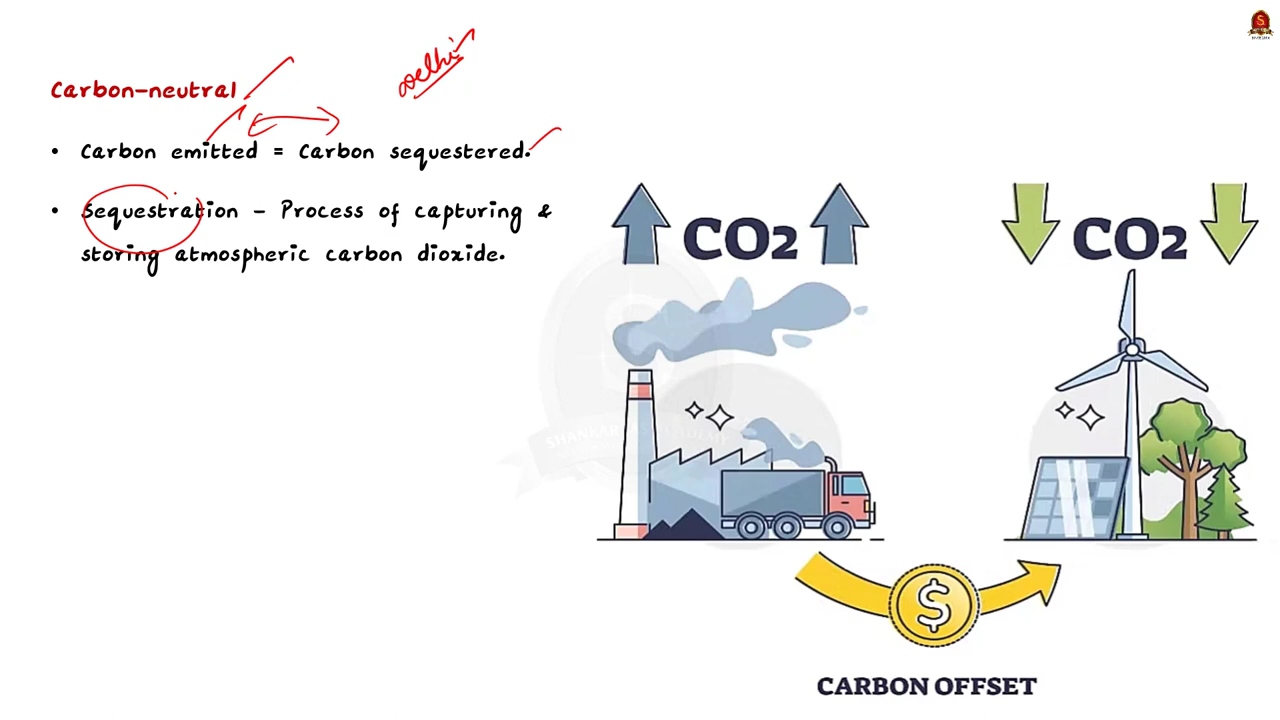 Delhi
Carbon-neutral
• Carbon emitted = Carbon sequestered.
• Sequestration - Process of capturing &
storing atmospheric carbon dioxide.
CO2
CO2
$
CARBON OFFSET